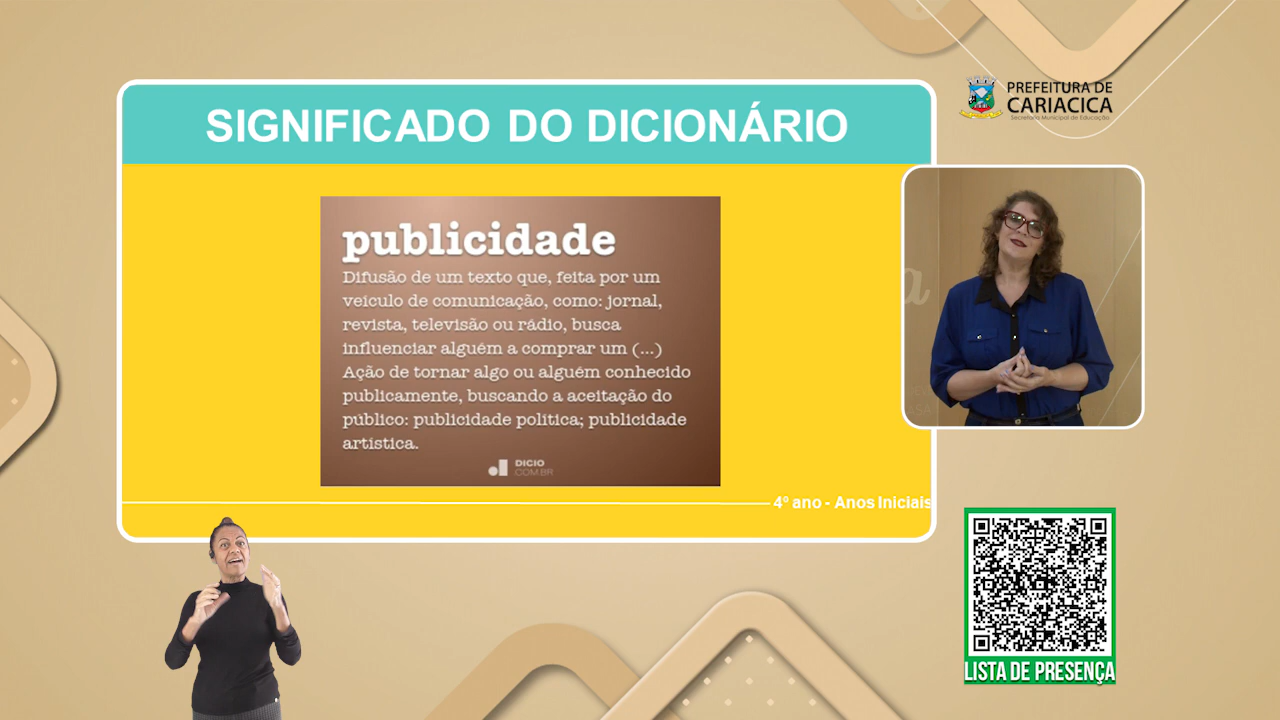 SIGNIFICADO DO DICIONÁRIO
publicidade
Difusão de um texto que, feita por um
veículo de comunicação, como: jornal,
revista, televisão ou rádio, busca
influenciar alguém a comprar um (...)
Ação de tornar algo ou alguém conhecido
publicamente, buscando a aceitação do
público: publicidade política; publicidade
artística.
DICIO
COM.BR
4º ano - Anos Iniciais
PREFEITURA DE
CARIACICA
Secretaria Municipal de Educação
LISTA DE PRESENÇA